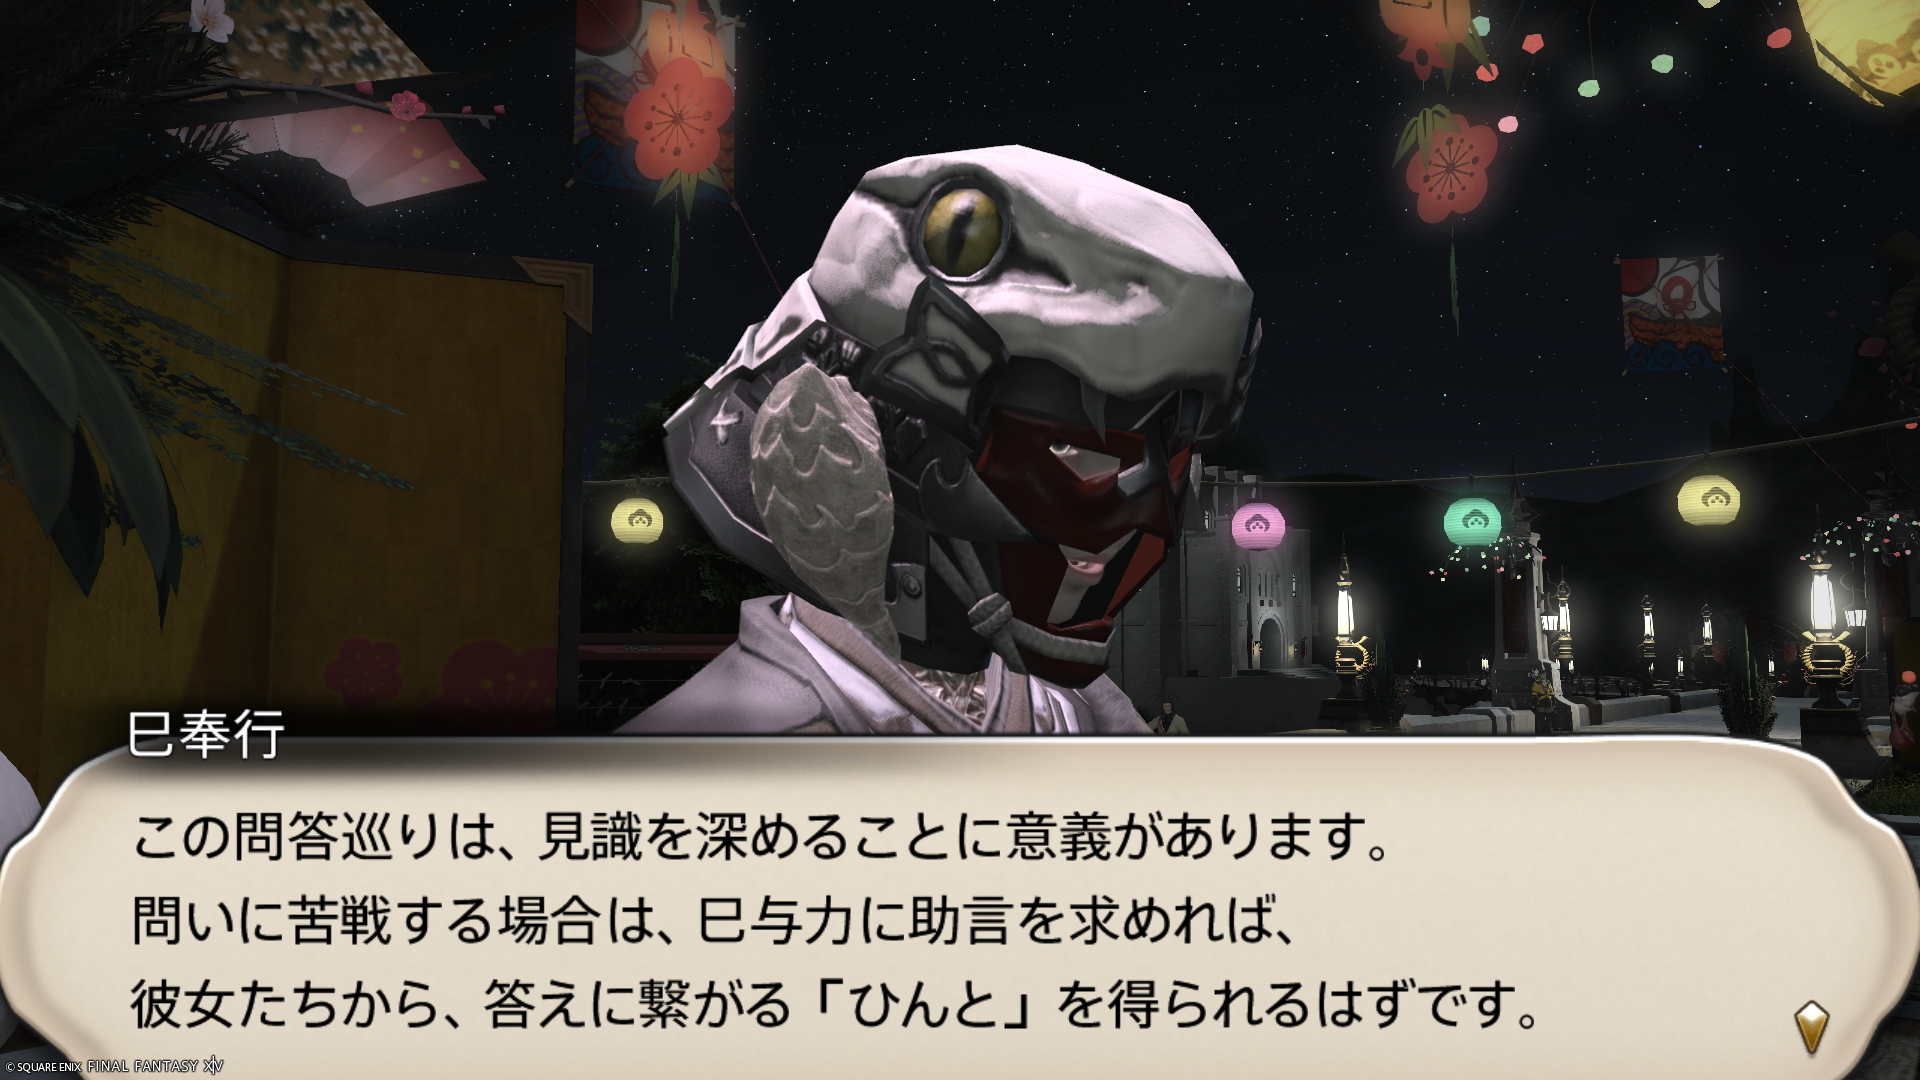 巳奉行
この問答巡りは、見識を深めることに意義があります。
問いに苦戦する場合は、巳与力に助言を求めれば、
彼女たちから、答えに繋がる「ひんと」を得られるはずです。
© SQUARE ENIX FINAL FANTASY XIV